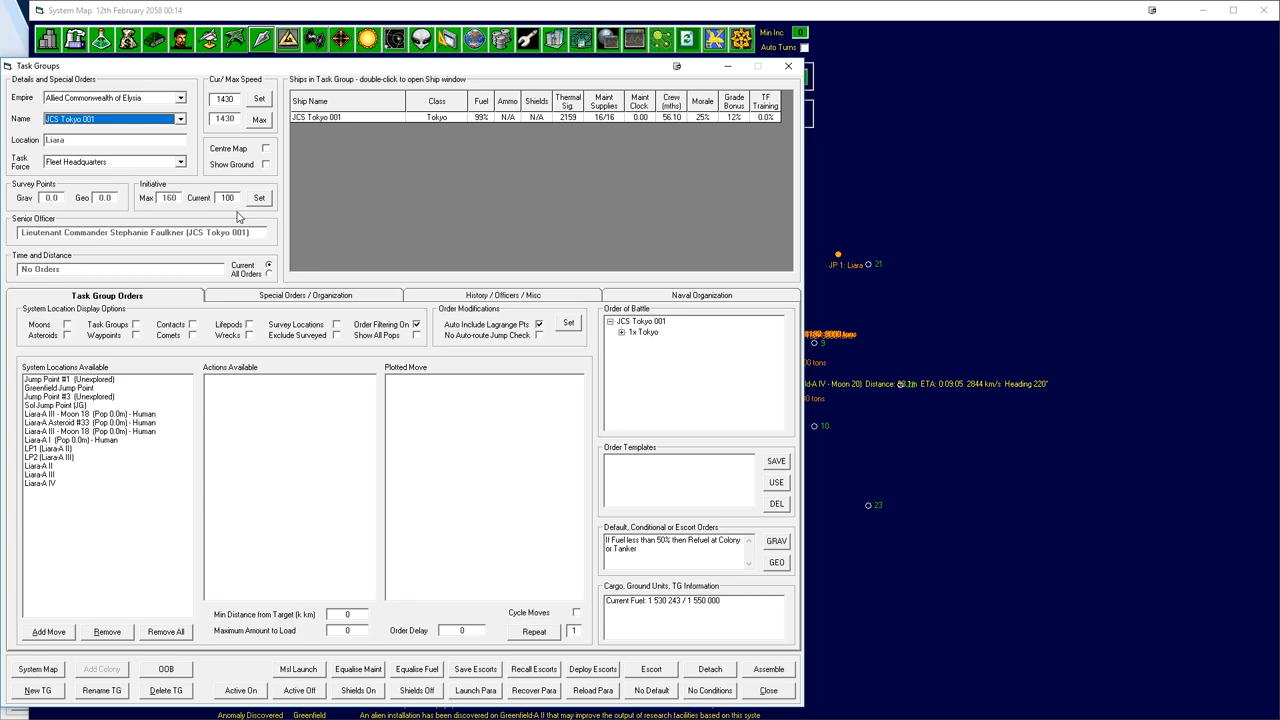 System Map 12th February 2058 00:14
Min Inc 0
Auto Turns
Task Groups
Details and Special Orders
Empire Allied Commonwealth of Elysia
Name JCS Tokyo 001
Location Liara
Task Force Fleet Headquarters
Cur/ Max Speed
1430 Set
1430 Max
Centre Map
Show Ground
Survey Points
Grav 0.0 Geo 0.0
Initiative
Max 160 Current 100 Set
Senior Officer
Lieutenant Commander Stephanie Faulkner (JCS Tokyo 001)
Time and Distance
No Orders
Current
All Orders
Ships in Task Group - double-click to open Ship window
Ship Name Class Fuel Ammo Shields Thermal Sig. Maint Supplies Maint Clock Crew (mths) Morale Grade Bonus TF Training
JCS Tokyo 001 Tokyo 99% N/A N/A 2159 16/16 0.00 56.10 25% 12% 0.0%
Task Group Orders Special Orders / Organization History / Officers / Misc Naval Organization
System Location Display Options
Moons Task Groups Contacts Lifepods Survey Locations Order Filtering On
Asteroids Waypoints Comets Wrecks Exclude Surveyed Show All Pops
Order Modifications
Auto Include Lagrange Pts Set
No Auto-route Jump Check
System Locations Available
Jump Point #1 (Unexplored)
Greenfield Jump Point
Jump Point #3 (Unexplored)
Sol Jump Point (JG)
Liara-A III - Moon 18 (Pop 0.0m) - Human
Liara-A Asteroid #33 (Pop 0.0m) - Human
Liara-A III - Moon 18 (Pop 0.0m) - Human
Liara-A I (Pop 0.0m) - Human
LP1 (Liara-A II)
LP2 (Liara-A III)
Liara-A II
Liara-A III
Liara-A IV
Actions Available
Plotted Move
Order of Battle
JCS Tokyo 001
1x Tokyo
Order Templates
SAVE
USE
DEL
Default, Conditional or Escort Orders
If Fuel less than 50% then Refuel at Colony
or Tanker
GRAV
GEO
Cargo, Ground Units, TG Information
Current Fuel: 1 530 243 / 1 550 000
Min Distance from Target (k km) 0
Maximum Amount to Load 0
Order Delay 0
Cycle Moves
Repeat 1
Add Move Remove Remove All
System Map Add Colony OOB Msl Launch Equalise Maint Equalise Fuel Save Escorts Recall Escorts Deploy Escorts Escort Detach Assemble
New TG Rename TG Delete TG Active On Active Off Shields On Shields Off Launch Para Recover Para Reload Para No Default No Conditions Close
JP 1: Liara 21
9
00 tons
Moon 20) Distance: ETA: 0:09:05 2844 km/s Heading 220°
00 tons
10
23
Anomaly Discovered Greenfield An alien installation has been discovered on Greenfield-A II that may improve the output of research facilities based on this syste